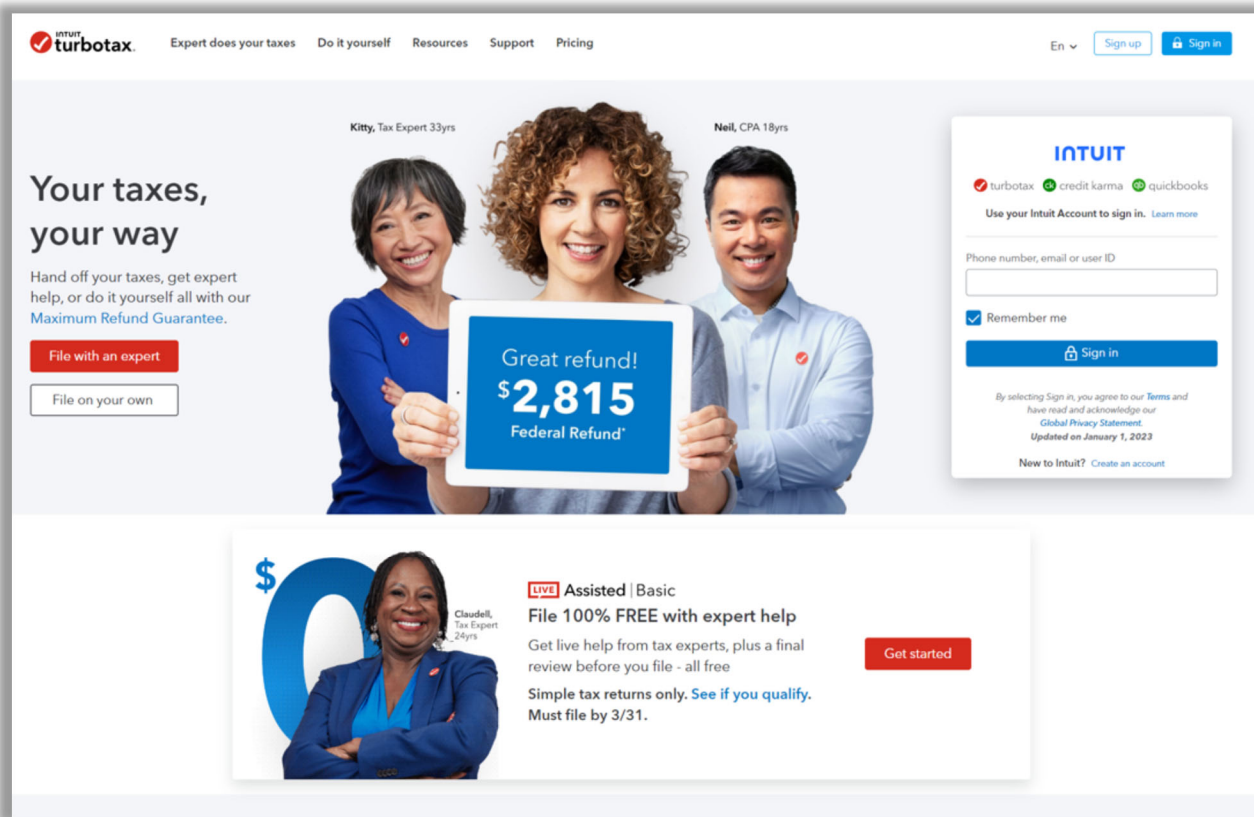 INTUIT
turbotax.
Expert does your taxes
Do it yourself
Resources
Support
Pricing
En
Sign up
Sign in
Your taxes,
your way
Hand off your taxes, get expert
help, or do it yourself all with our
Maximum Refund Guarantee.
File with an expert
File on your own
Kitty, Tax Expert 33yrs
Neil, CPA 18yrs
Great refund!
$2,815
Federal Refund*
INTUIT
turbotax
ck credit karma
qb quickbooks
Use your Intuit Account to sign in. Learn more
Phone number, email or user ID
Remember me
Sign in
By selecting Sign in, you agree to our Terms and
have read and acknowledge our
Global Privacy Statement.
Updated on January 1, 2023
New to Intuit? Create an account
$0
Claudell,
Tax Expert
24yrs
LIVE Assisted | Basic
File 100% FREE with expert help
Get live help from tax experts, plus a final
review before you file - all free
Simple tax returns only. See if you qualify.
Must file by 3/31.
Get started